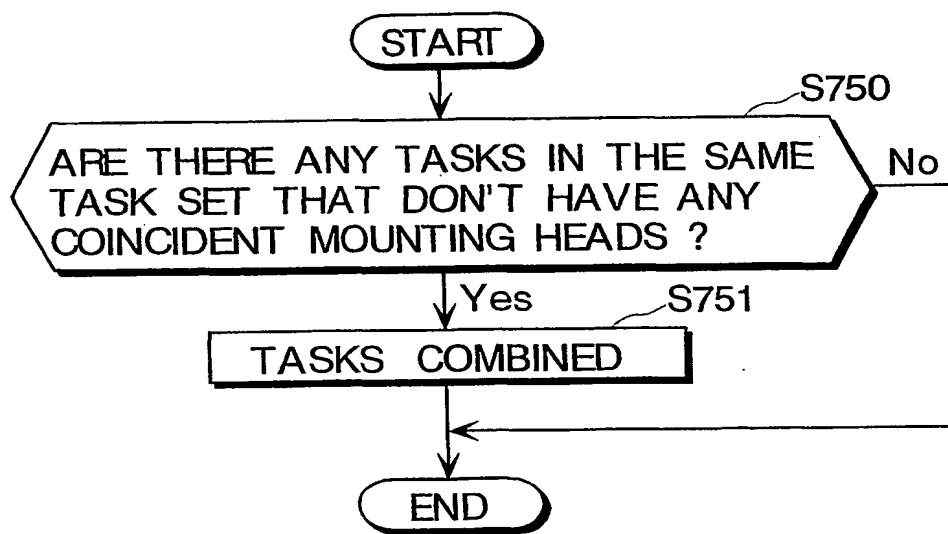 START
S750
ARE THERE ANY TASKS IN THE SAME
TASK SET THAT DON'T HAVE ANY
COINCIDENT MOUNTING HEADS ?
No
Yes
S751
TASKS COMBINED
END